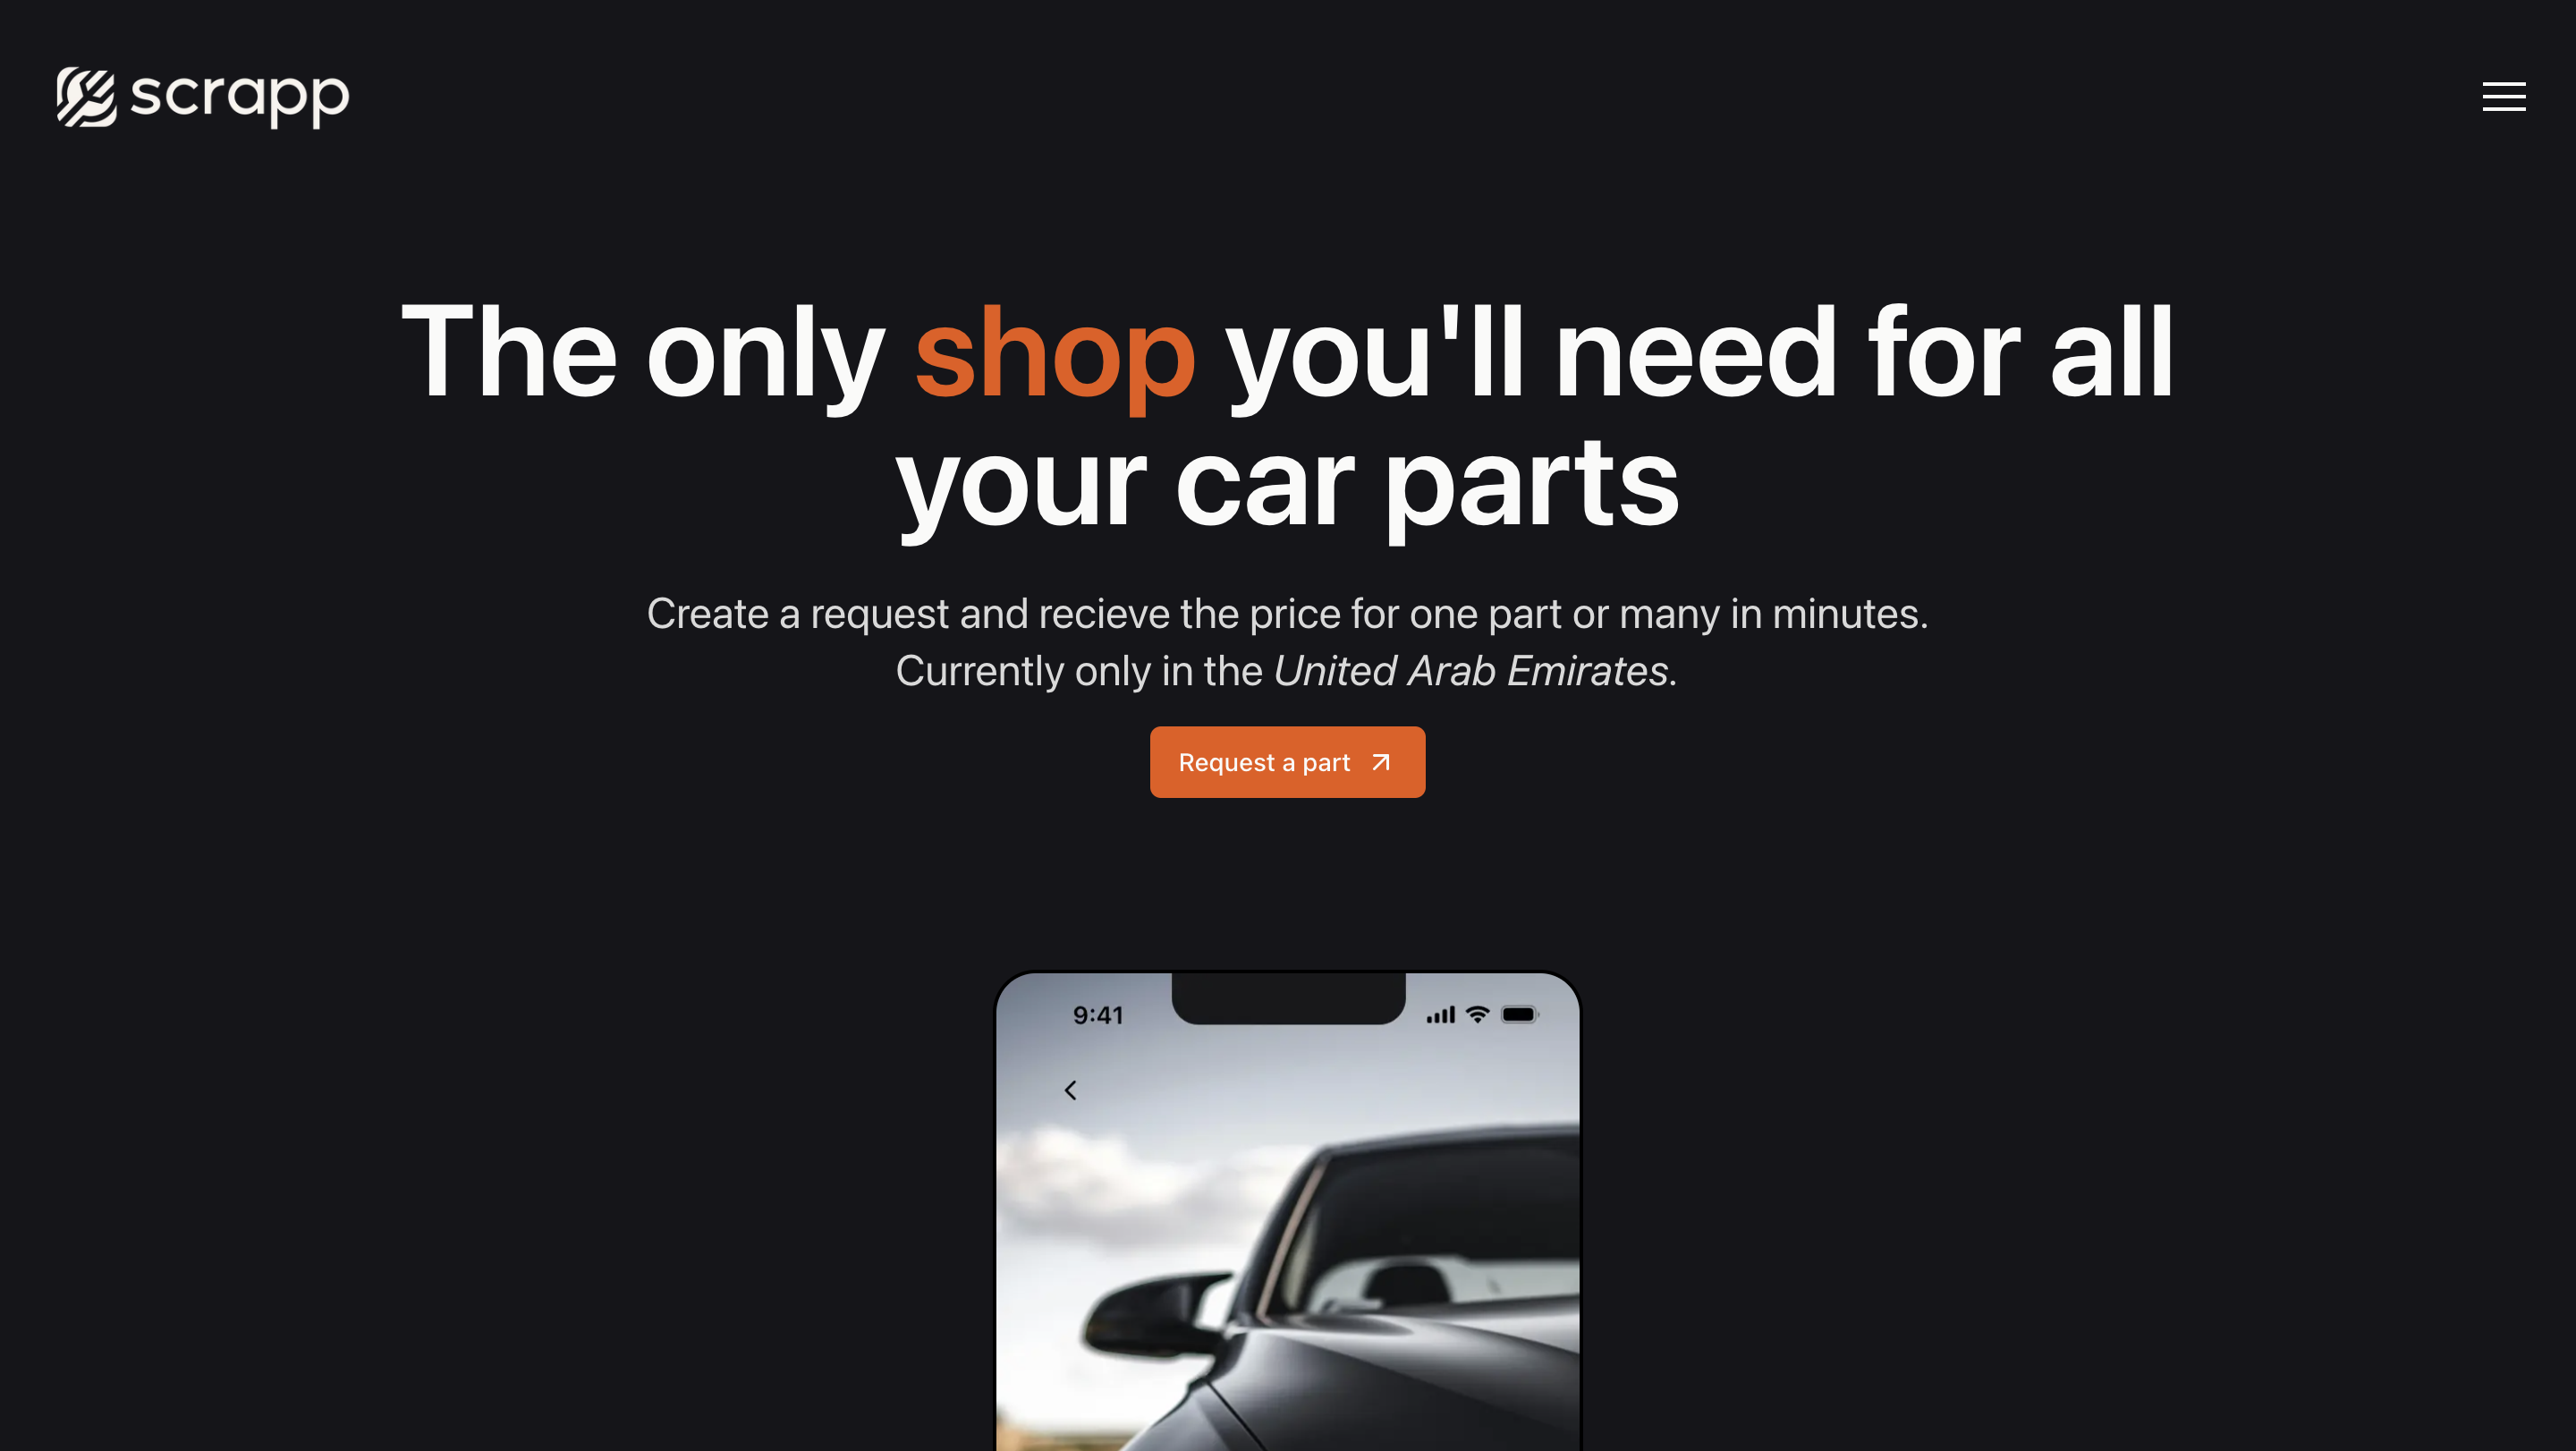 scrapp
The only shop you'll need for all
your car parts
Create a request and recieve the price for one part or many in minutes.
Currently only in the United Arab Emirates.
Request a part
9:41